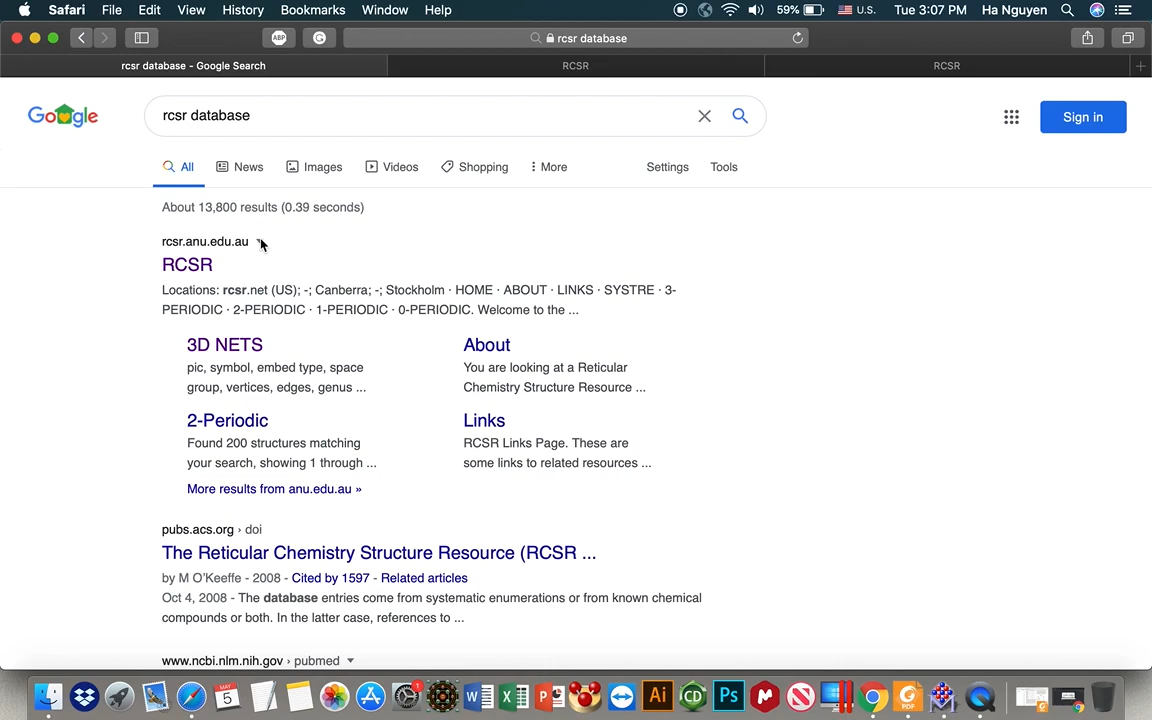 Safari File Edit View History Bookmarks Window Help 59% U.S. Tue 3:07 PM Ha Nguyen
ABP rcsr database
rcsr database - Google Search RCSR RCSR
Google rcsr database Sign in
All News Images Videos Shopping More Settings Tools
About 13,800 results (0.39 seconds)
rcsr.anu.edu.au
RCSR
Locations: rcsr.net (US); -; Canberra; -; Stockholm · HOME · ABOUT · LINKS · SYSTRE · 3-
PERIODIC · 2-PERIODIC · 1-PERIODIC · 0-PERIODIC. Welcome to the ...
3D NETS
pic, symbol, embed type, space
group, vertices, edges, genus ...
About
You are looking at a Reticular
Chemistry Structure Resource ...
2-Periodic
Found 200 structures matching
your search, showing 1 through ...
Links
RCSR Links Page. These are
some links to related resources ...
More results from anu.edu.au »
pubs.acs.org › doi
The Reticular Chemistry Structure Resource (RCSR ...
by M O'Keeffe - 2008 - Cited by 1597 - Related articles
Oct 4, 2008 - The database entries come from systematic enumerations or from known chemical
compounds or both. In the latter case, references to ...
www.ncbi.nlm.nih.gov › pubmed
MAY 5 1 W X P Ai CD Ps M N PDF